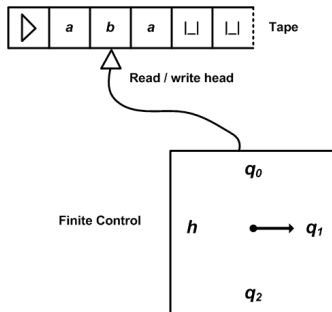 a b a |_| |_| Tape
Read / write head
q0
Finite Control h q1
q2